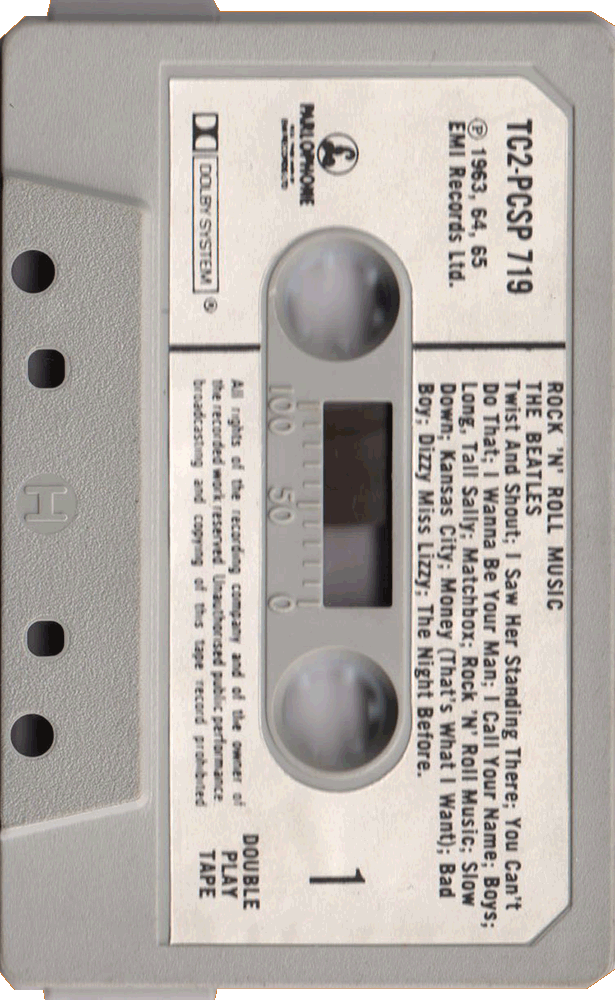 TC2-PCSP 719
℗ 1963, 64, 65
EMI Records Ltd.
PARLOPHONE
DOLBY SYSTEM ®
ROCK 'N' ROLL MUSIC
THE BEATLES
Twist And Shout; I Saw Her Standing There; You Can't
Do That; I Wanna Be Your Man; I Call Your Name; Boys;
Long, Tall Sally; Matchbox; Rock 'N' Roll Music; Slow
Down; Kansas City; Money (That's What I Want); Bad
Boy; Dizzy Miss Lizzy; The Night Before.
100 50 0
1
All rights of the recording company and of the owner of
the recorded work reserved Unauthorised public performance
broadcasting and copying of this tape record prohibited
DOUBLE
PLAY
TAPE
H